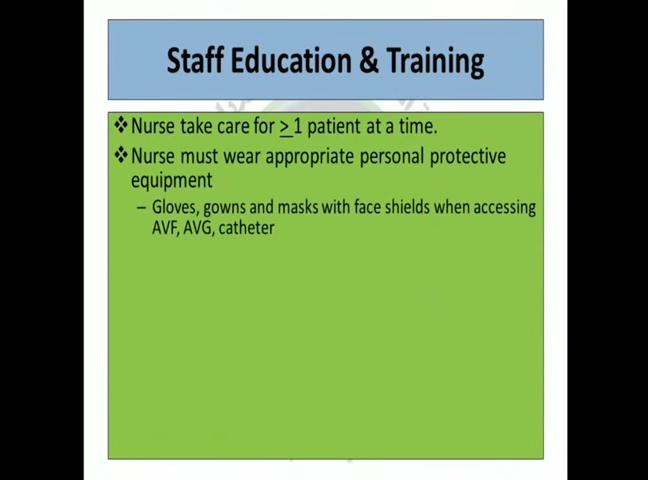 Staff Education & Training
❖Nurse take care for ≥ 1 patient at a time.
❖Nurse must wear appropriate personal protective
equipment
– Gloves, gowns and masks with face shields when accessing
AVF, AVG, catheter